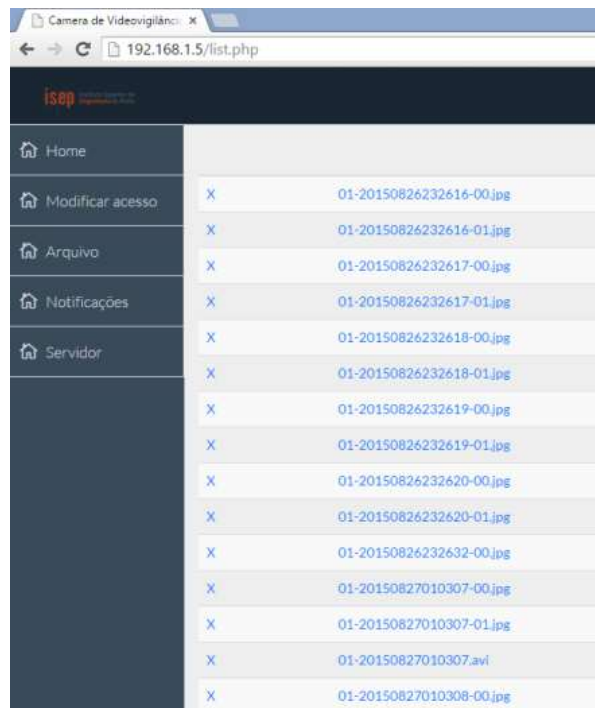 Camera de Videovigilânci
192.168.1.5/list.php
isep
Home
Modificar acesso
Arquivo
Notificações
Servidor
X 01-20150826232616-00.jpg
X 01-20150826232616-01.jpg
X 01-20150826232617-00.jpg
X 01-20150826232617-01.jpg
X 01-20150826232618-00.jpg
X 01-20150826232618-01.jpg
X 01-20150826232619-00.jpg
X 01-20150826232619-01.jpg
X 01-20150826232620-00.jpg
X 01-20150826232620-01.jpg
X 01-20150826232632-00.jpg
X 01-20150827010307-00.jpg
X 01-20150827010307-01.jpg
X 01-20150827010307.avi
X 01-20150827010308-00.jpg